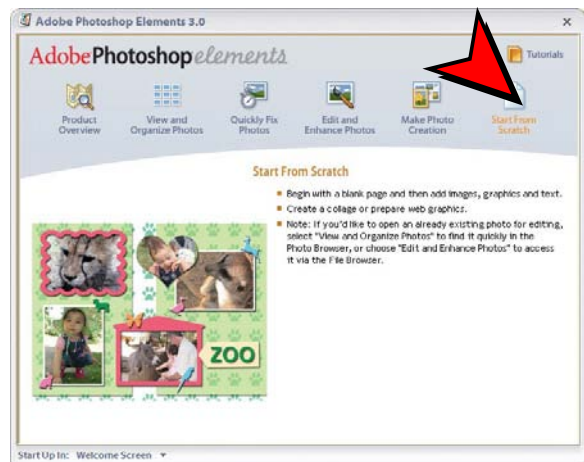 Adobe Photoshop Elements 3.0
Adobe Photoshop elements
Tutorials
Product Overview
View and Organize Photos
Quickly Fix Photos
Edit and Enhance Photos
Make Photo Creation
Start From Scratch
Start From Scratch
Begin with a blank page and then add images, graphics and text.
Create a collage or prepare web graphics.
Note: If you'd like to open an already existing photo for editing,
select "View and Organize Photos" to find it quickly in the
Photo Browser, or choose "Edit and Enhance Photos" to access
it via the File Browser.
ZOO
Start Up In: Welcome Screen